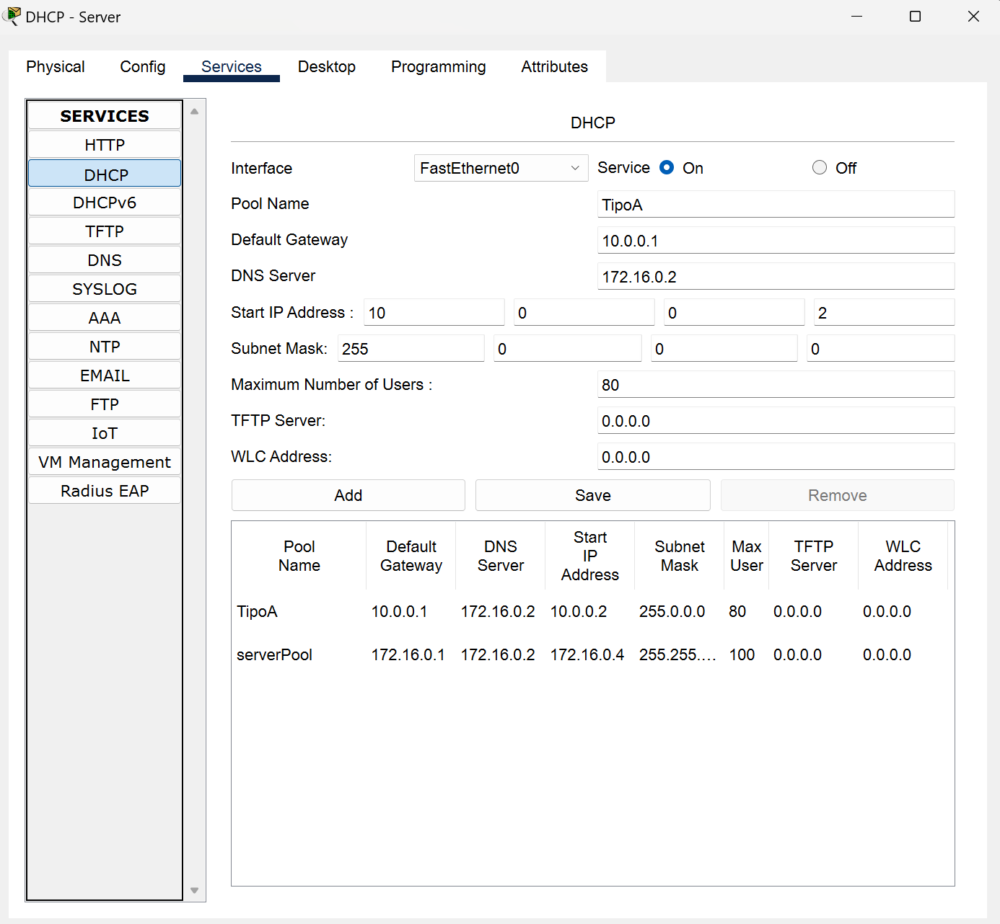 DHCP - Server
Physical Config Services Desktop Programming Attributes
SERVICES
HTTP
DHCP
DHCPv6
TFTP
DNS
SYSLOG
AAA
NTP
EMAIL
FTP
IoT
VM Management
Radius EAP
DHCP
Interface FastEthernet0 Service On Off
Pool Name TipoA
Default Gateway 10.0.0.1
DNS Server 172.16.0.2
Start IP Address : 10 0 0 2
Subnet Mask: 255 0 0 0
Maximum Number of Users : 80
TFTP Server: 0.0.0.0
WLC Address: 0.0.0.0
Add Save Remove
Pool Name Default Gateway DNS Server Start IP Address Subnet Mask Max User TFTP Server WLC Address
TipoA 10.0.0.1 172.16.0.2 10.0.0.2 255.0.0.0 80 0.0.0.0 0.0.0.0
serverPool 172.16.0.1 172.16.0.2 172.16.0.4 255.255.... 100 0.0.0.0 0.0.0.0